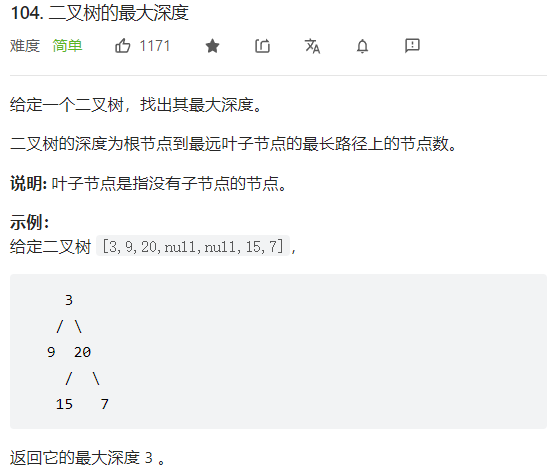 104. 二叉树的最大深度
难度 简单 1171
给定一个二叉树，找出其最大深度。
二叉树的深度为根节点到最远叶子节点的最长路径上的节点数。
说明: 叶子节点是指没有子节点的节点。
示例：
给定二叉树 [3,9,20,null,null,15,7]，
3
/ \
9 20
/ \
15 7
返回它的最大深度 3 。